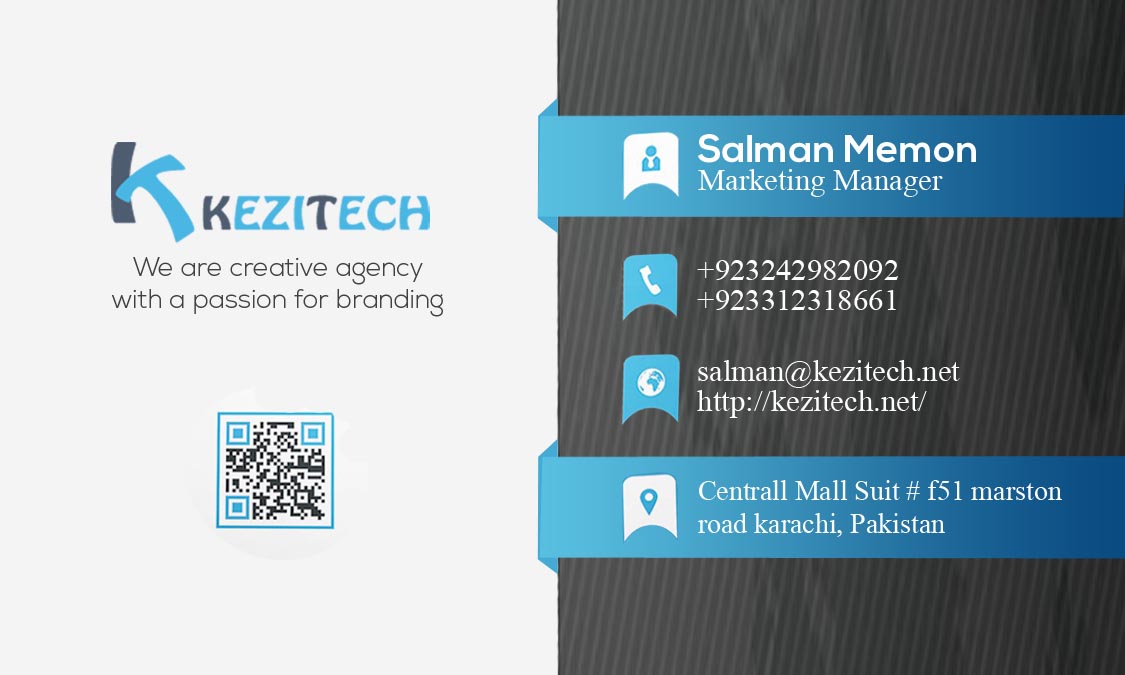 KEZITECH
We are creative agency
with a passion for branding
Salman Memon
Marketing Manager
+923242982092
+923312318661
salman@kezitech.net
http://kezitech.net/
Centrall Mall Suit # f51 marston
road karachi, Pakistan